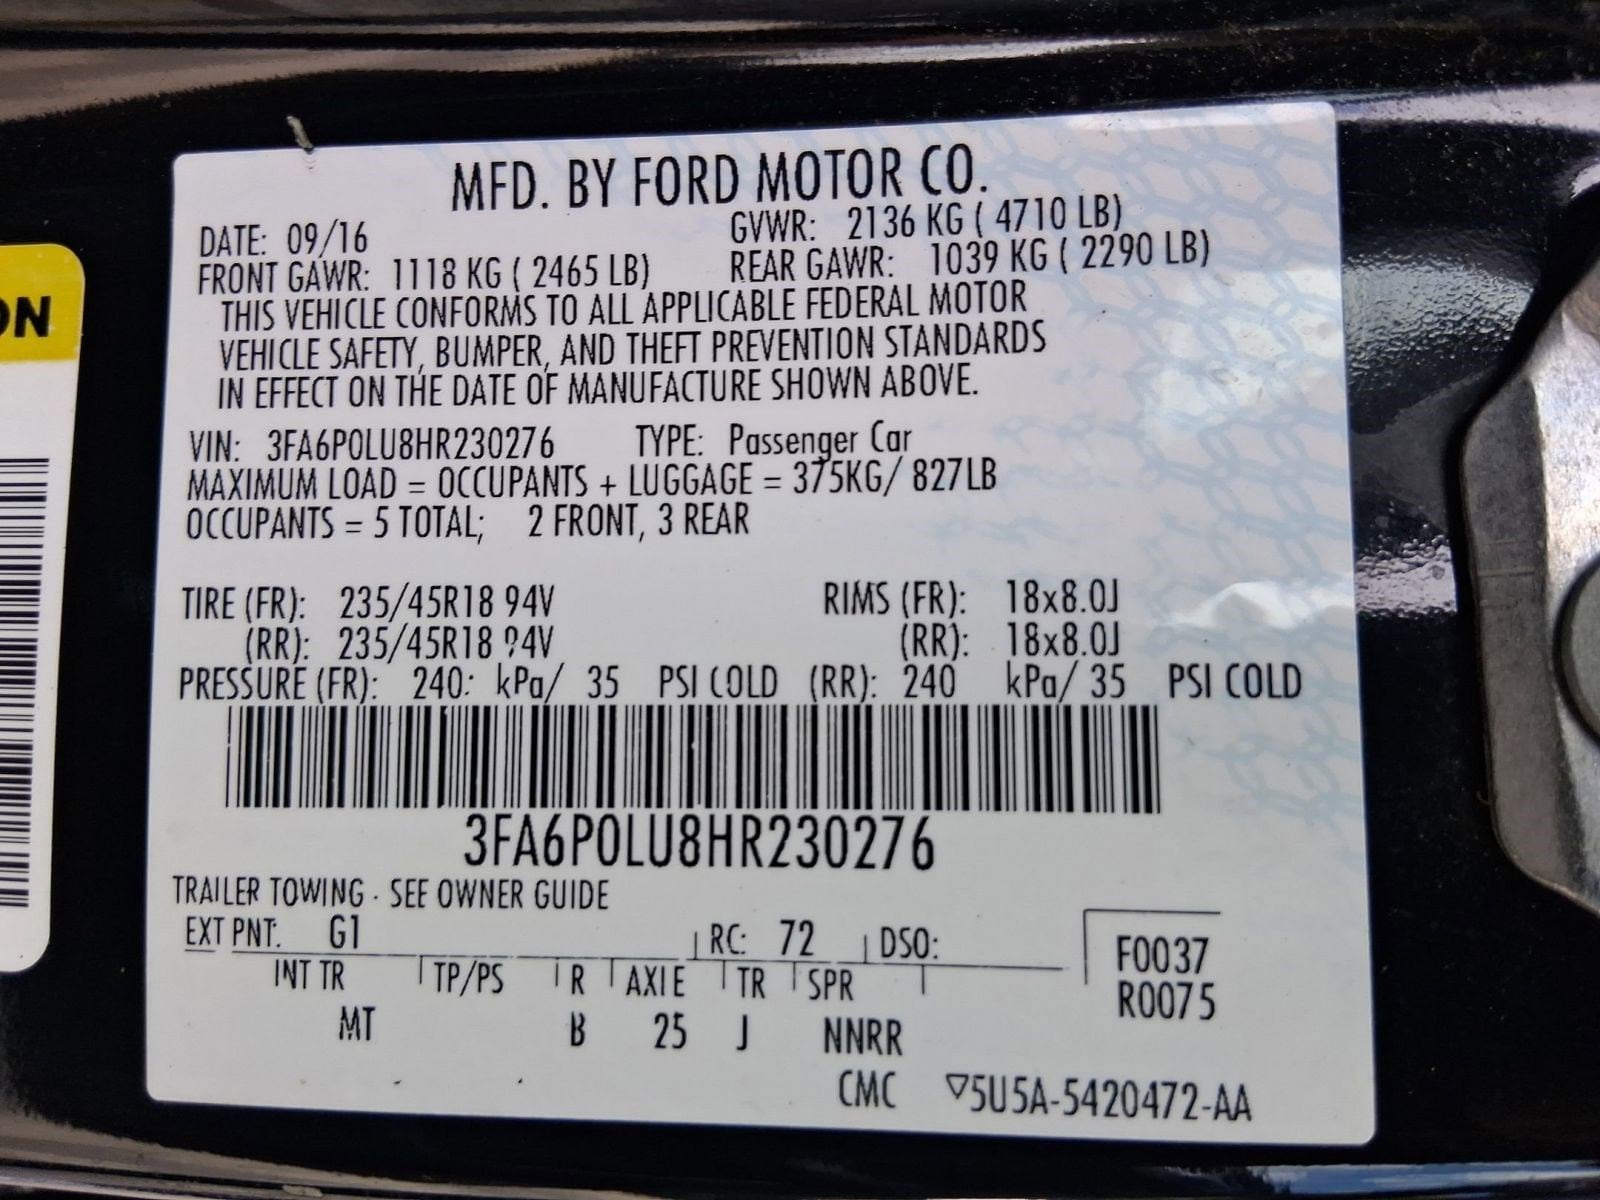 ON
MFD. BY FORD MOTOR CO.
DATE: 09/16 GVWR: 2136 KG ( 4710 LB)
FRONT GAWR: 1118 KG ( 2465 LB) REAR GAWR: 1039 KG ( 2290 LB)
THIS VEHICLE CONFORMS TO ALL APPLICABLE FEDERAL MOTOR
VEHICLE SAFETY, BUMPER, AND THEFT PREVENTION STANDARDS
IN EFFECT ON THE DATE OF MANUFACTURE SHOWN ABOVE.
VIN: 3FA6P0LU8HR230276 TYPE: Passenger Car
MAXIMUM LOAD = OCCUPANTS + LUGGAGE = 375KG/ 827LB
OCCUPANTS = 5 TOTAL; 2 FRONT, 3 REAR
TIRE (FR): 235/45R18 94V RIMS (FR): 18x8.0J
(RR): 235/45R18 94V (RR): 18x8.0J
PRESSURE (FR): 240: kPa/ 35 PSI COLD (RR): 240 kPa/ 35 PSI COLD
3FA6P0LU8HR230276
TRAILER TOWING - SEE OWNER GUIDE
EXT PNT: G1 RC: 72 DSO: F0037
INT TR TP/PS R AXLE TR SPR R0075
MT B 25 J NNRR
CMC ▽5U5A-5420472-AA